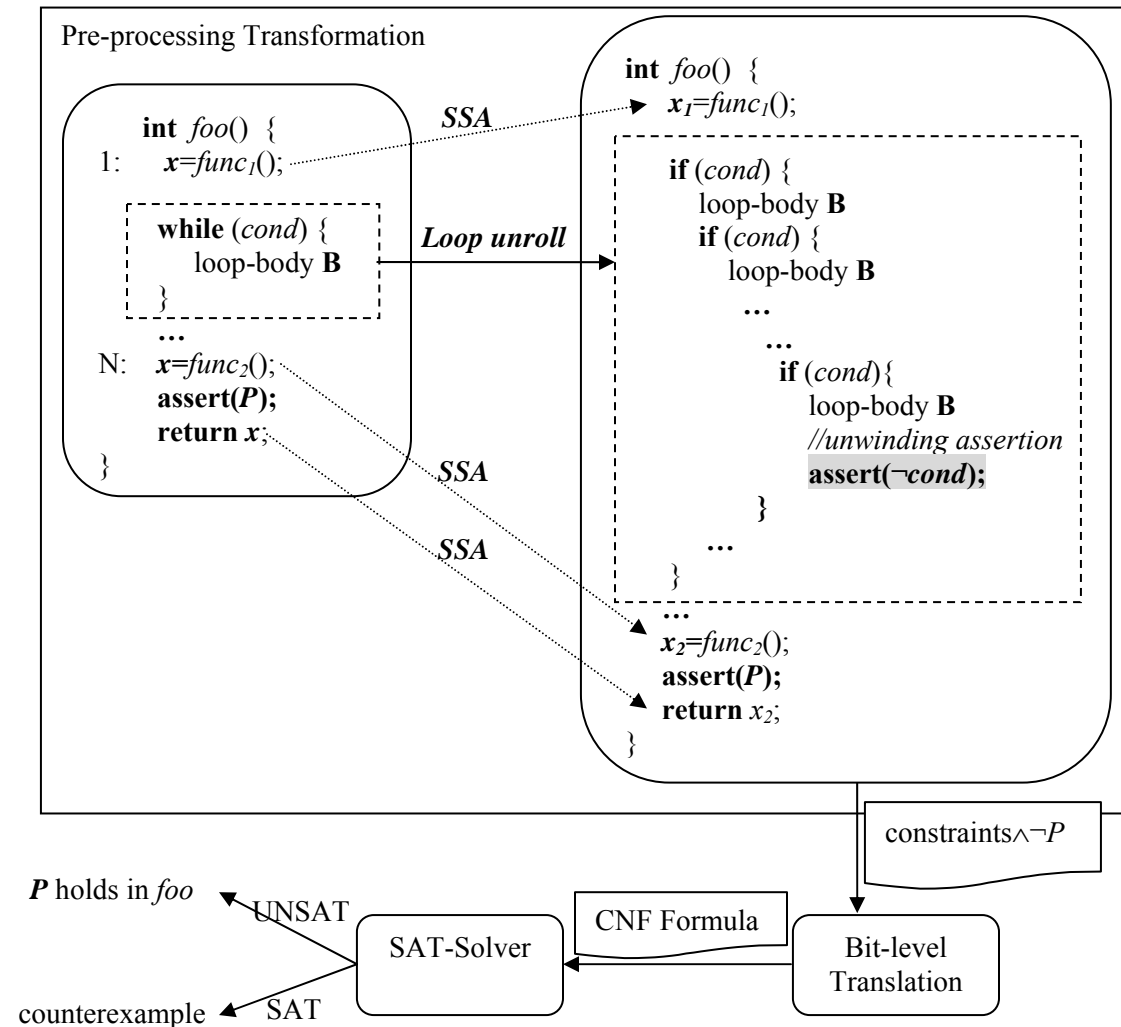 Pre-processing Transformation
int foo() {
1: x=func₁();
while (cond) {
loop-body B
}
…
N: x=func₂();
assert(P);
return x;
}
SSA
Loop unroll
SSA
SSA
int foo() {
x₁=func₁();
if (cond) {
loop-body B
if (cond) {
loop-body B
…
…
if (cond){
loop-body B
//unwinding assertion
assert(¬cond);
}
…
}
…
x₂=func₂();
assert(P);
return x₂;
}
constraints∧¬P
P holds in foo
UNSAT
SAT-Solver
CNF Formula
Bit-level
Translation
counterexample
SAT